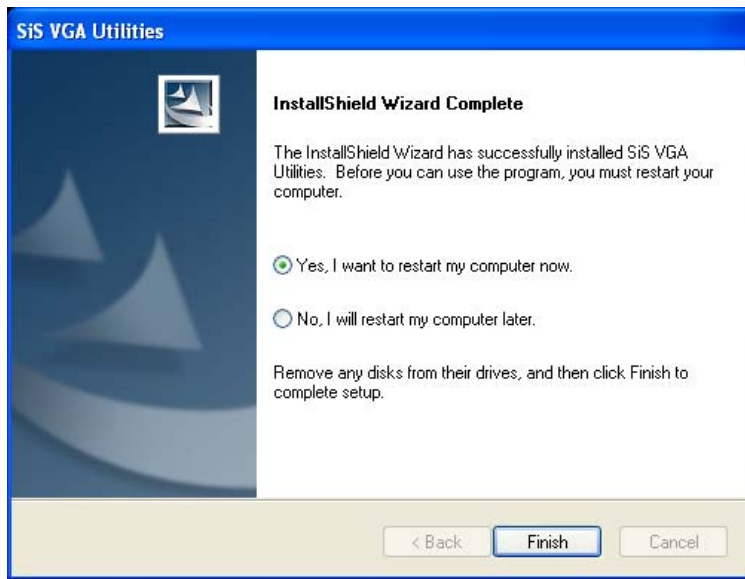 SiS VGA Utilities
InstallShield Wizard Complete
The InstallShield Wizard has successfully installed SiS VGA
Utilities. Before you can use the program, you must restart your
computer.
Yes, I want to restart my computer now.
No, I will restart my computer later.
Remove any disks from their drives, and then click Finish to
complete setup.
< Back
Finish
Cancel